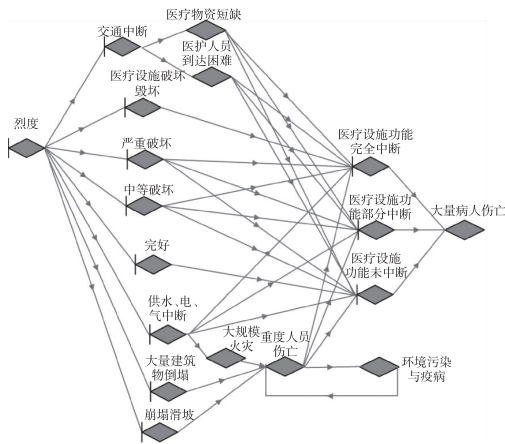 医疗物资短缺
交通中断
医护人员
到达困难
医疗设施破坏
毁坏
烈度
严重破坏
医疗设施功能
完全中断
中等破坏
医疗设施功
能部分中断
大量病人伤亡
完好
医疗设施
功能未中断
供水、电、
气中断
大规模
火灾
重度人员
伤亡
大量建筑
物倒塌
环境污染
与疫病
崩塌滑坡